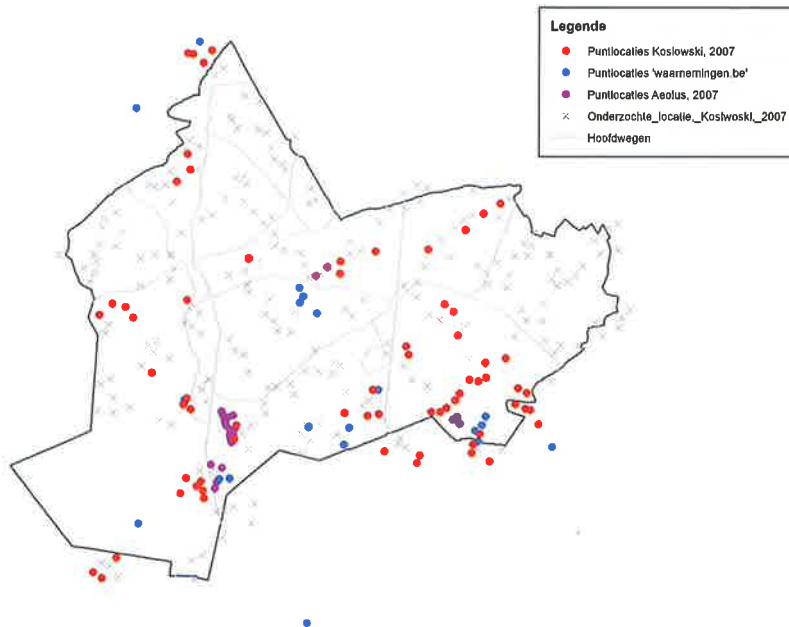 Legende
Puntlocaties Koslowski, 2007
Puntlocaties 'waarnemingen.be'
Puntlocaties Aeolus, 2007
Onderzochte_locatie,_Koslwoski,_2007
Hoofdwegen